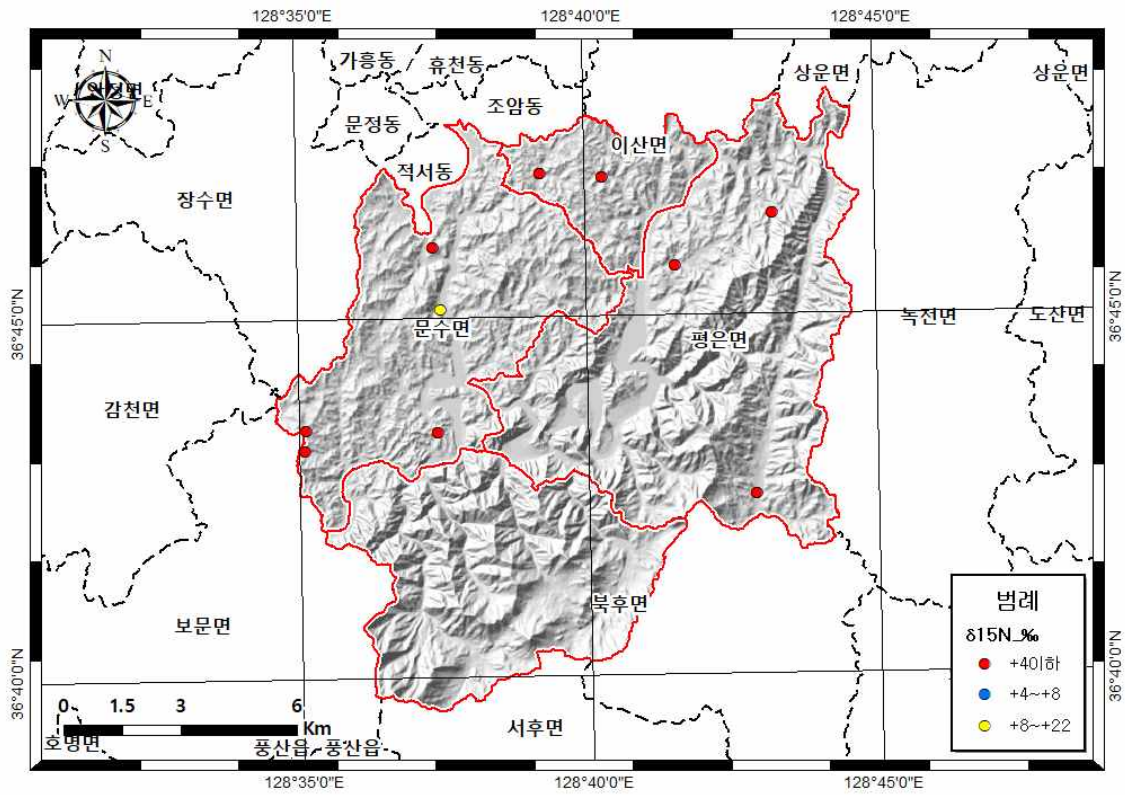 128°35'0"E 128°40'0"E 128°45'0"E
가흥동 휴천동 상운면 상운면
N
W E
S
조암동
문정동
이산면
적서동
장수면
36°45'0"N 36°45'0"N
문수면 평은면 녹전면 도산면
감천면
범례
북후면
보문면
δ15N_‰
+4이하
+4~+8
+8~+22
36°40'0"N 36°40'0"N
0 1.5 3 6
Km
서후면
호명면 풍산읍 풍산읍
128°35'0"E 128°40'0"E 128°45'0"E